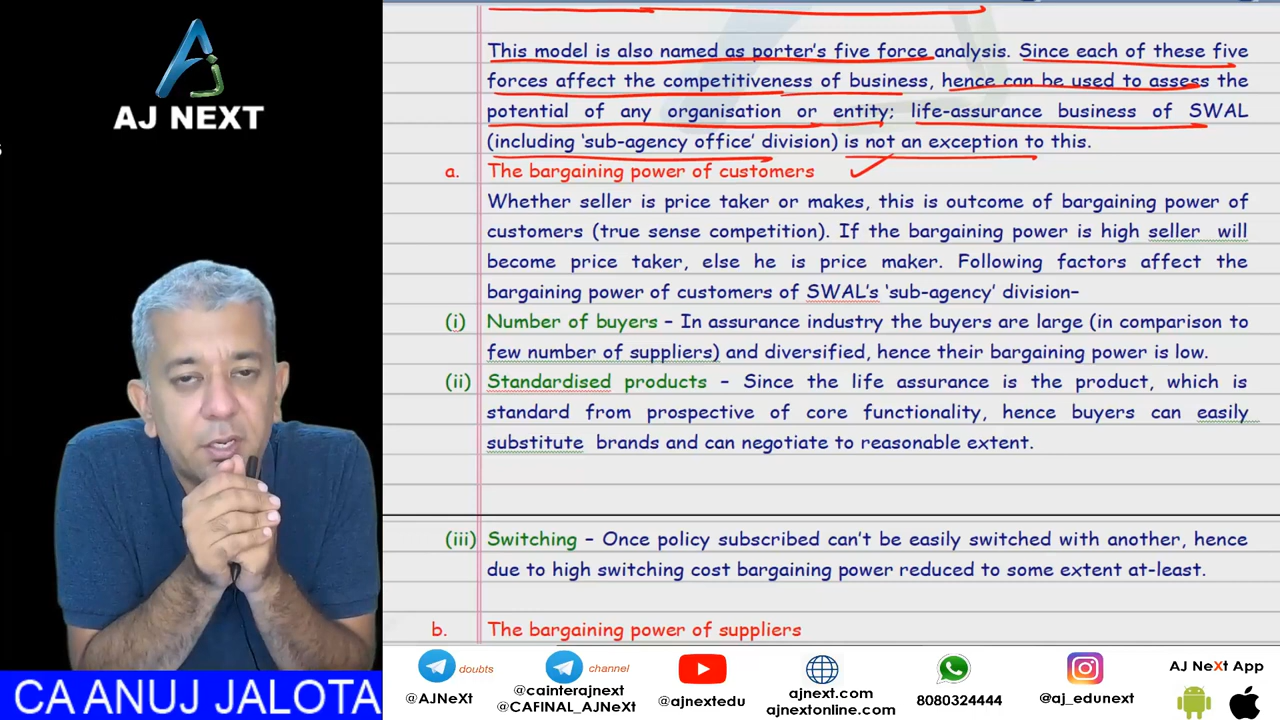 AJ NEXT
This model is also named as porter's five force analysis. Since each of these five
forces affect the competitiveness of business, hence can be used to assess the
potential of any organisation or entity; life-assurance business of SWAL
(including 'sub-agency office' division) is not an exception to this.
a. The bargaining power of customers
Whether seller is price taker or makes, this is outcome of bargaining power of
customers (true sense competition). If the bargaining power is high seller will
become price taker, else he is price maker. Following factors affect the
bargaining power of customers of SWAL's 'sub-agency' division–
(i) Number of buyers – In assurance industry the buyers are large (in comparison to
few number of suppliers) and diversified, hence their bargaining power is low.
(ii) Standardised products – Since the life assurance is the product, which is
standard from prospective of core functionality, hence buyers can easily
substitute brands and can negotiate to reasonable extent.
(iii) Switching – Once policy subscribed can't be easily switched with another, hence
due to high switching cost bargaining power reduced to some extent at-least.
b. The bargaining power of suppliers
CA ANUJ JALOTA
doubts
@AJNeXt
channel
@cainterajnext
@CAFINAL_AJNeXt
@ajnextedu
ajnext.com
ajnextonline.com
8080324444
@aj_edunext
AJ NeXt App